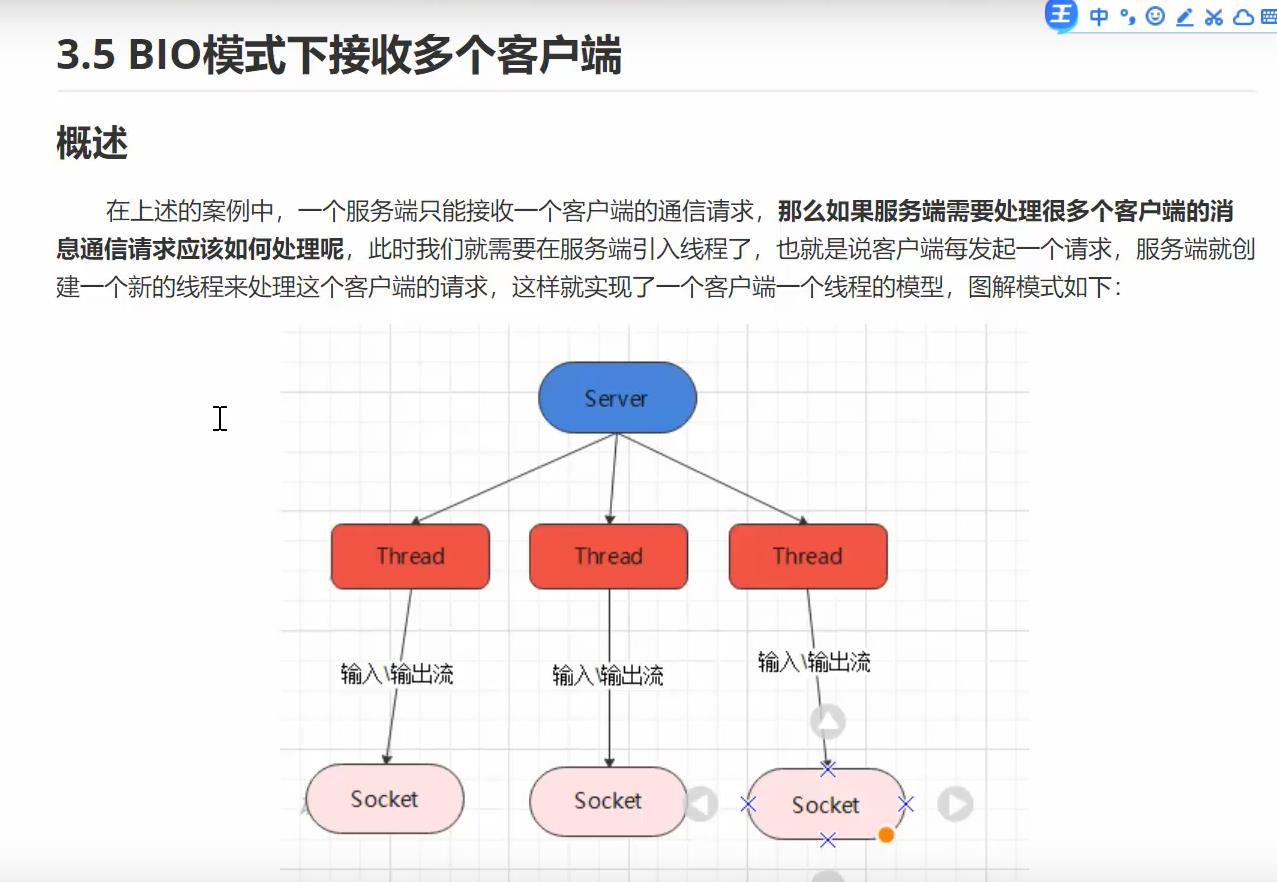 王 中
3.5 BIO模式下接收多个客户端
概述
在上述的案例中，一个服务端只能接收一个客户端的通信请求，那么如果服务端需要处理很多个客户端的消
息通信请求应该如何处理呢，此时我们就需要在服务端引入线程了，也就是说客户端每发起一个请求，服务端就创
建一个新的线程来处理这个客户端的请求，这样就实现了一个客户端一个线程的模型，图解模式如下：
Server
Thread Thread Thread
输入\输出流 输入\输出流 输入\输出流
Socket Socket Socket